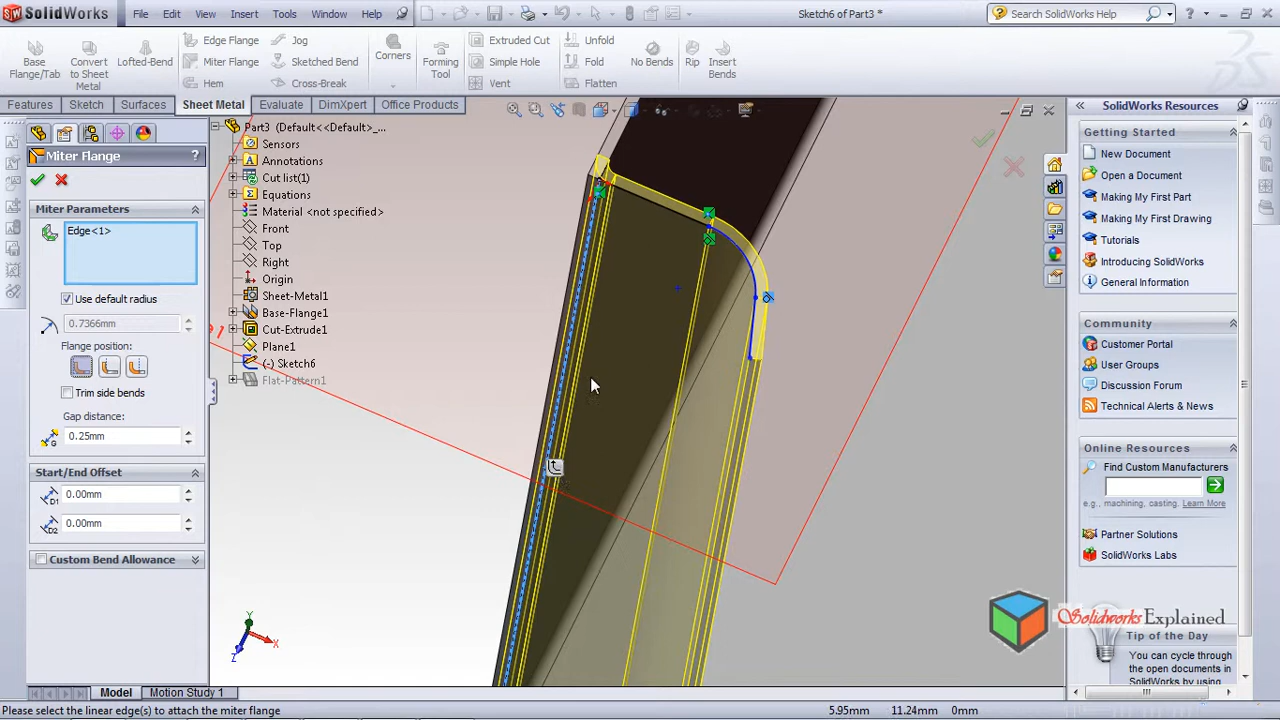 SolidWorks
File Edit View Insert Tools Window Help
Sketch6 of Part3 *
Search SolidWorks Help
Base Flange/Tab
Convert to Sheet Metal
Lofted-Bend
Edge Flange
Miter Flange
Hem
Jog
Sketched Bend
Cross-Break
Corners
Forming Tool
Extruded Cut
Simple Hole
Vent
Unfold
Fold
Flatten
No Bends
Rip
Insert Bends
Features Sketch Surfaces Sheet Metal Evaluate DimXpert Office Products
Miter Flange ?
Miter Parameters
Edge<1>
Use default radius
0.7366mm
Flange position:
Trim side bends
Gap distance:
0.25mm
Start/End Offset
0.00mm
0.00mm
Custom Bend Allowance
Part3 (Default<<Default>_...
Sensors
Annotations
Cut list(1)
Equations
Material <not specified>
Front
Top
Right
Origin
Sheet-Metal1
Base-Flange1
Cut-Extrude1
Plane1
(-) Sketch6
Flat-Pattern1
Y
X
Z
SolidWorks Resources
Getting Started
New Document
Open a Document
Making My First Part
Making My First Drawing
Tutorials
Introducing SolidWorks
General Information
Community
Customer Portal
User Groups
Discussion Forum
Technical Alerts & News
Online Resources
Find Custom Manufacturers
e.g., machining, casting. Learn More
Partner Solutions
SolidWorks Labs
Solidworks Explained
Tip of the Day
You can cycle through
the open documents in
SolidWorks by using
Model Motion Study 1
Please select the linear edge(s) to attach the miter flange
5.95mm 11.24mm 0mm